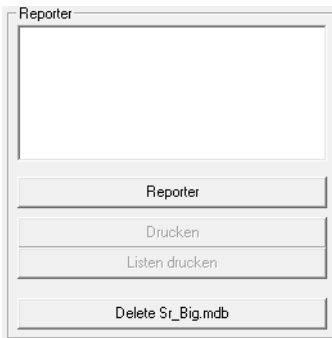 Reporter
Reporter
Drucken
Listen drucken
Delete Sr_Big.mdb